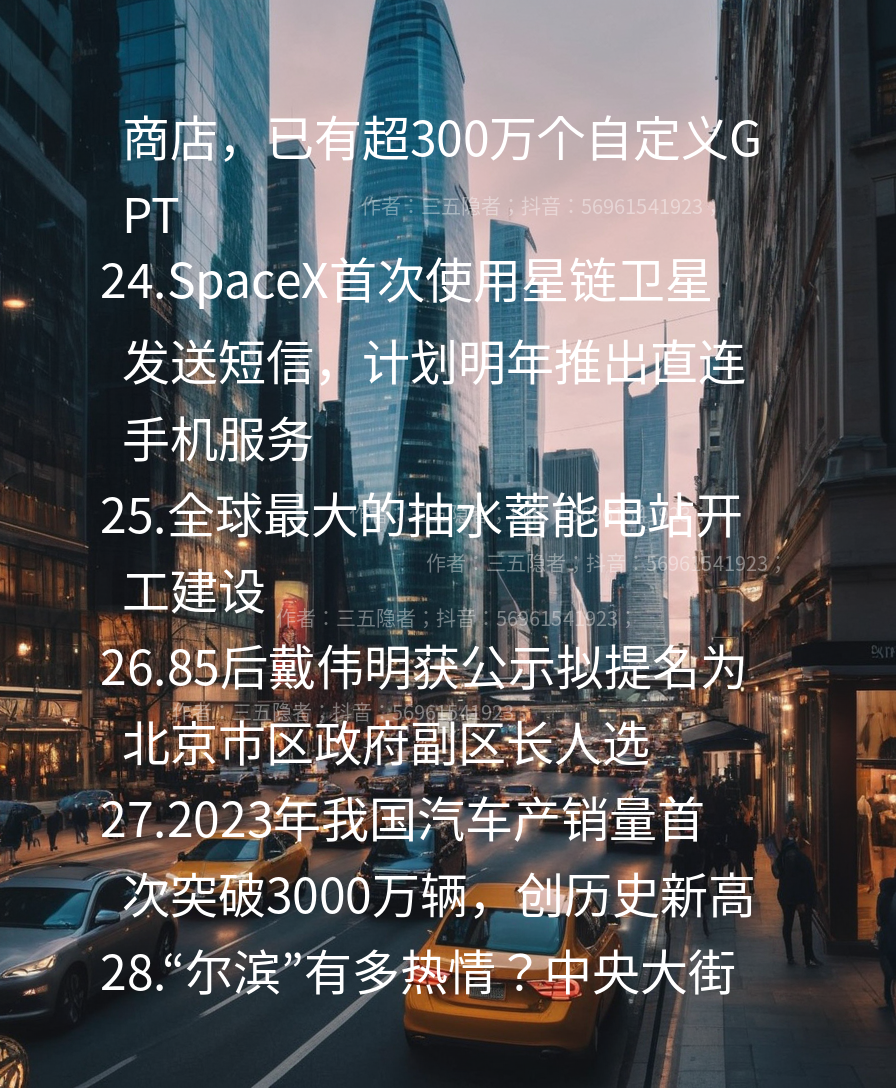 商店，已有超300万个自定义G
PT
作者：三五隐者；抖音：56961541923；
24.SpaceX首次使用星链卫星
发送短信，计划明年推出直连
手机服务
25.全球最大的抽水蓄能电站开
作者：三五隐者；抖音：56961541923；
工建设
作者：三五隐者；抖音：56961541923；
26.85后戴伟明获公示拟提名为
作者：三五隐者；抖音：56961541923；
北京市区政府副区长人选
27.2023年我国汽车产销量首
次突破3000万辆，创历史新高
28.“尔滨”有多热情？中央大街